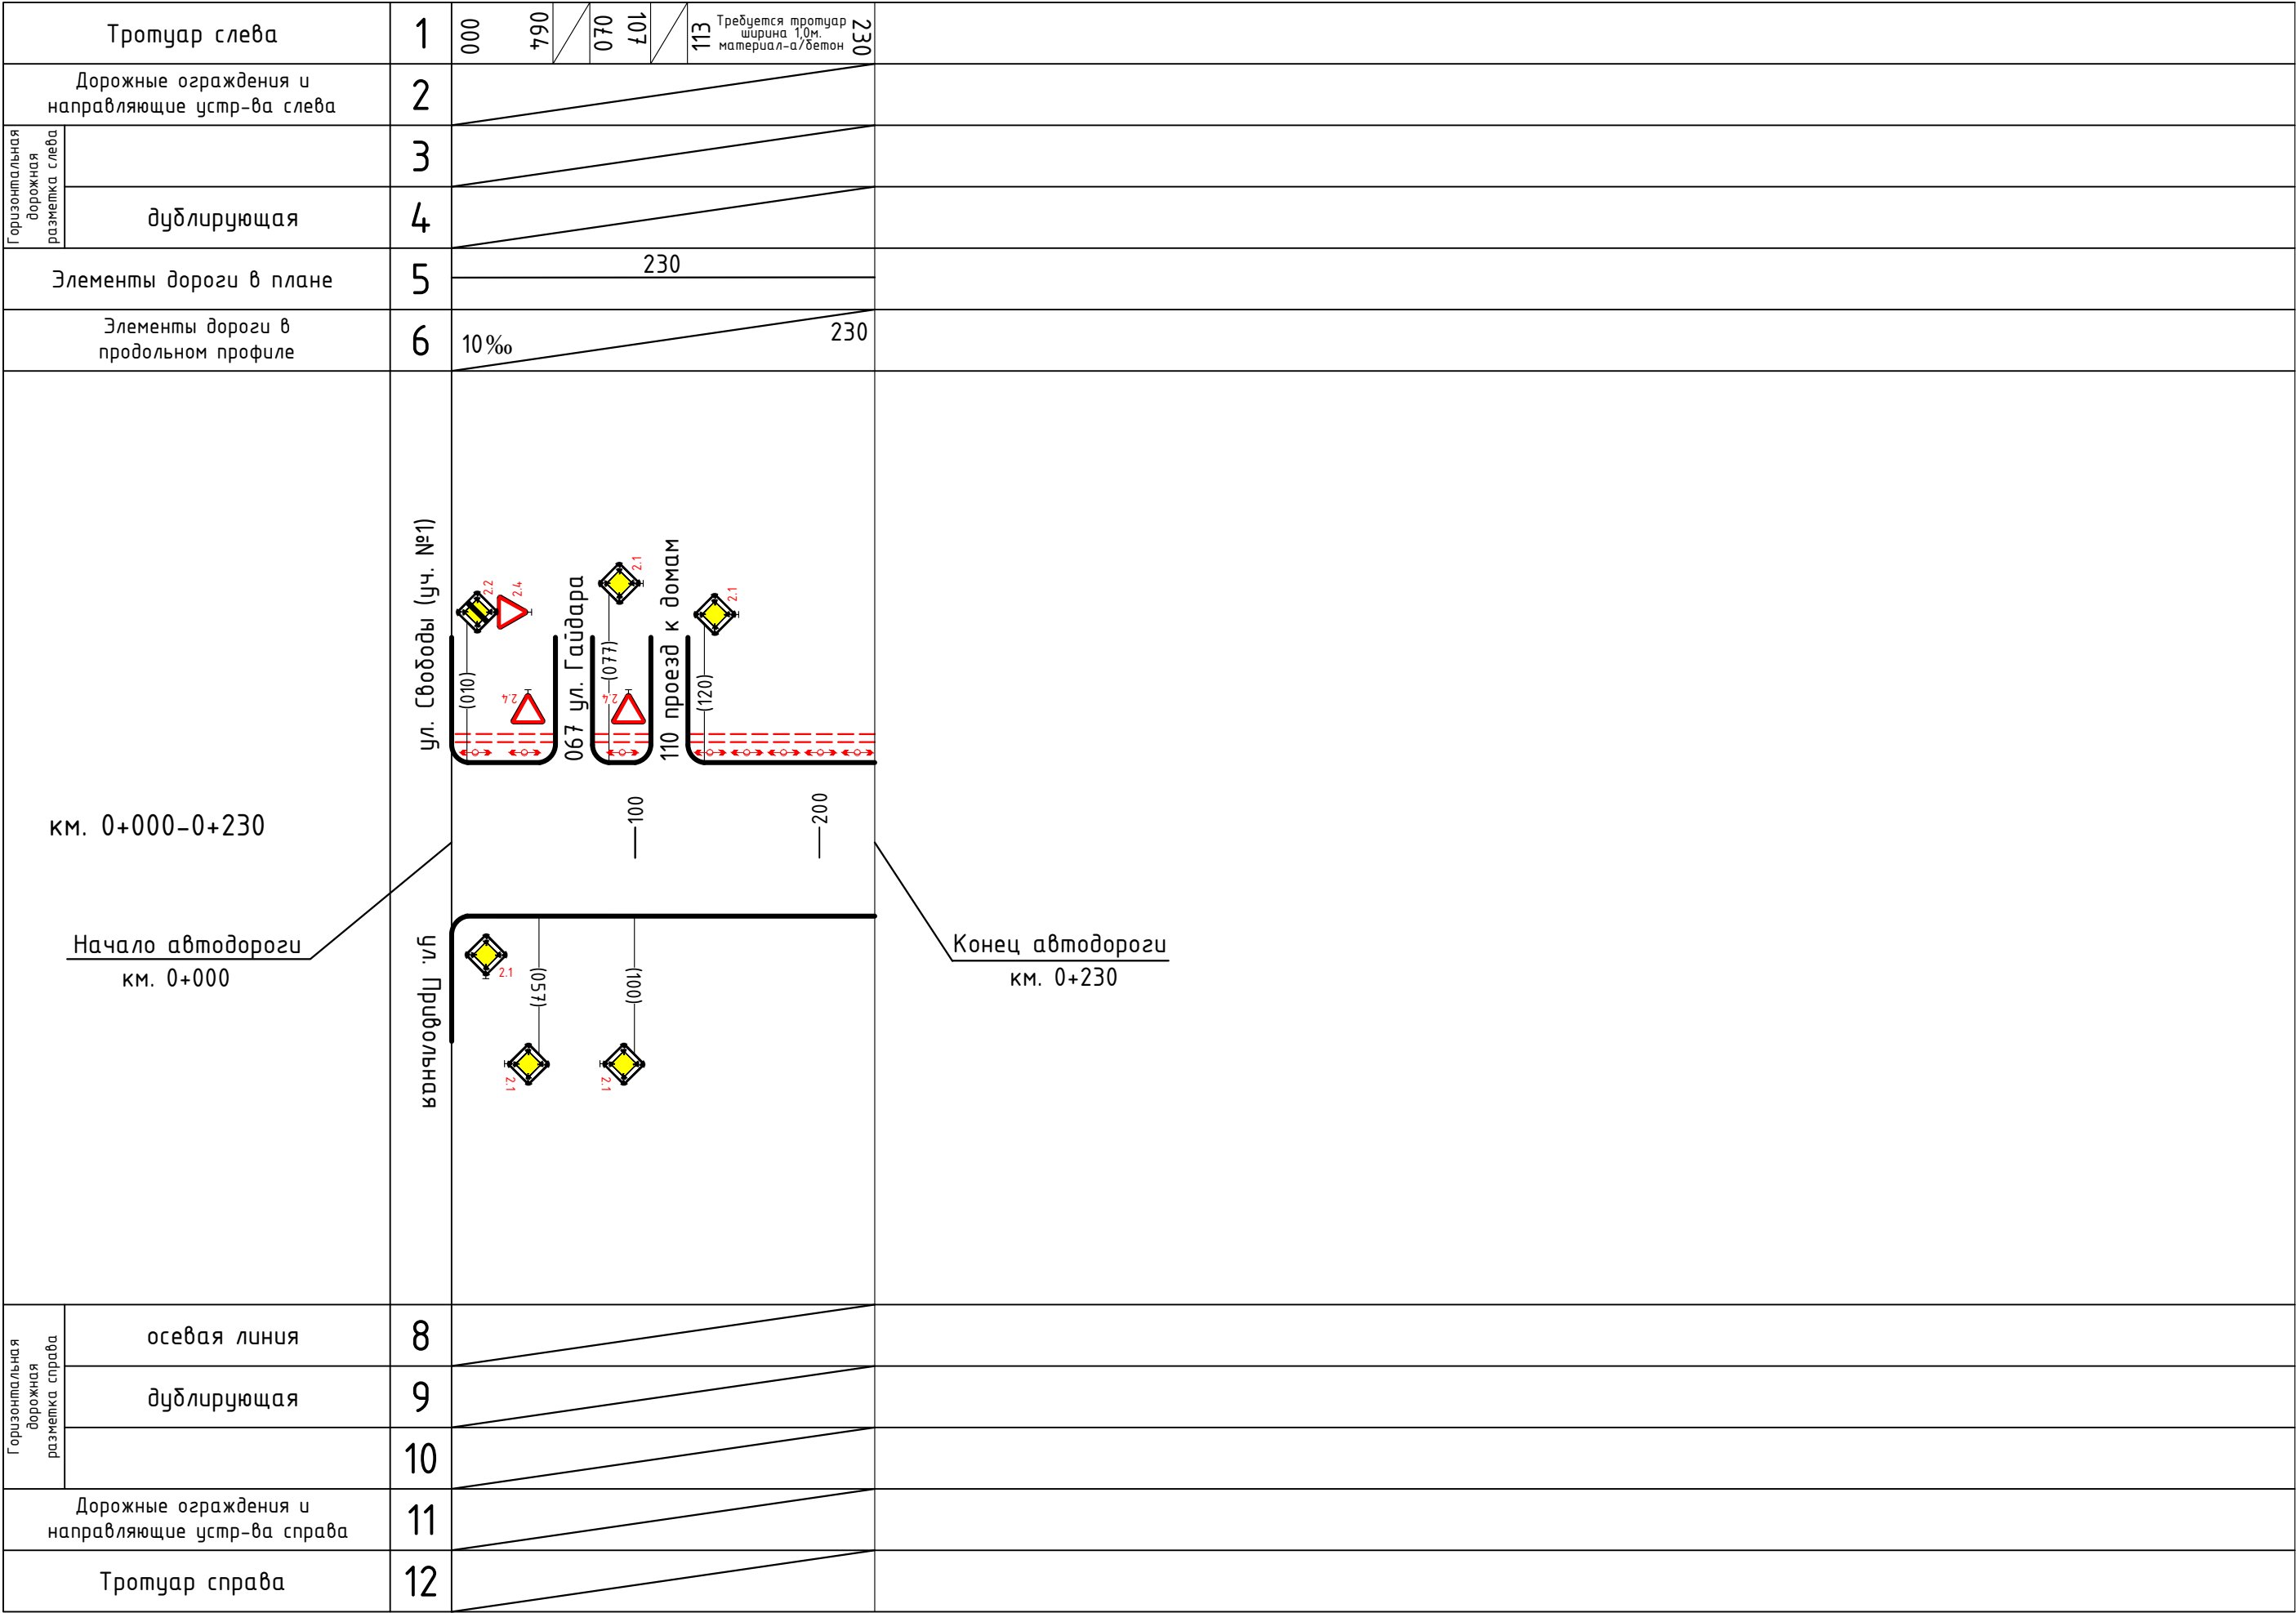 Тротуар слева
1
000
064
070
107
113
Требуется тротуар
ширина 1,0м.
материал-а/бетон
230
Дорожные ограждения и
направляющие устр-ва слева
2
Горизонтальная
дорожная
разметка слева
3
дублирующая
4
Элементы дороги в плане
5
230
Элементы дороги в
продольном профиле
6
10‰
230
ул. Свободы (уч. №1)
2.2
2.4
067 ул. Гайдара
2.1
110 проезд к домам
2.1
(010)
2.4
(077)
2.4
(120)
км. 0+000-0+230
100
200
Начало автодороги
км. 0+000
ул. Привольная
2.1
(057)
(100)
2.1
2.1
Конец автодороги
км. 0+230
Горизонтальная
дорожная
разметка справа
осевая линия
8
дублирующая
9
10
Дорожные ограждения и
направляющие устр-ва справа
11
Тротуар справа
12